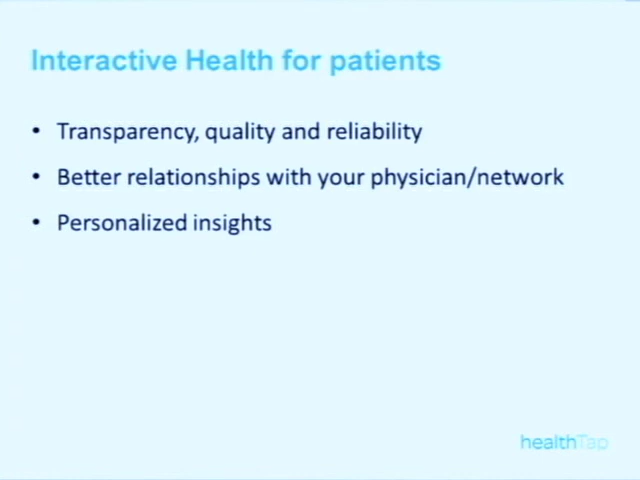 Interactive Health for patients
• Transparency, quality and reliability
• Better relationships with your physician/network
• Personalized insights
healthTap